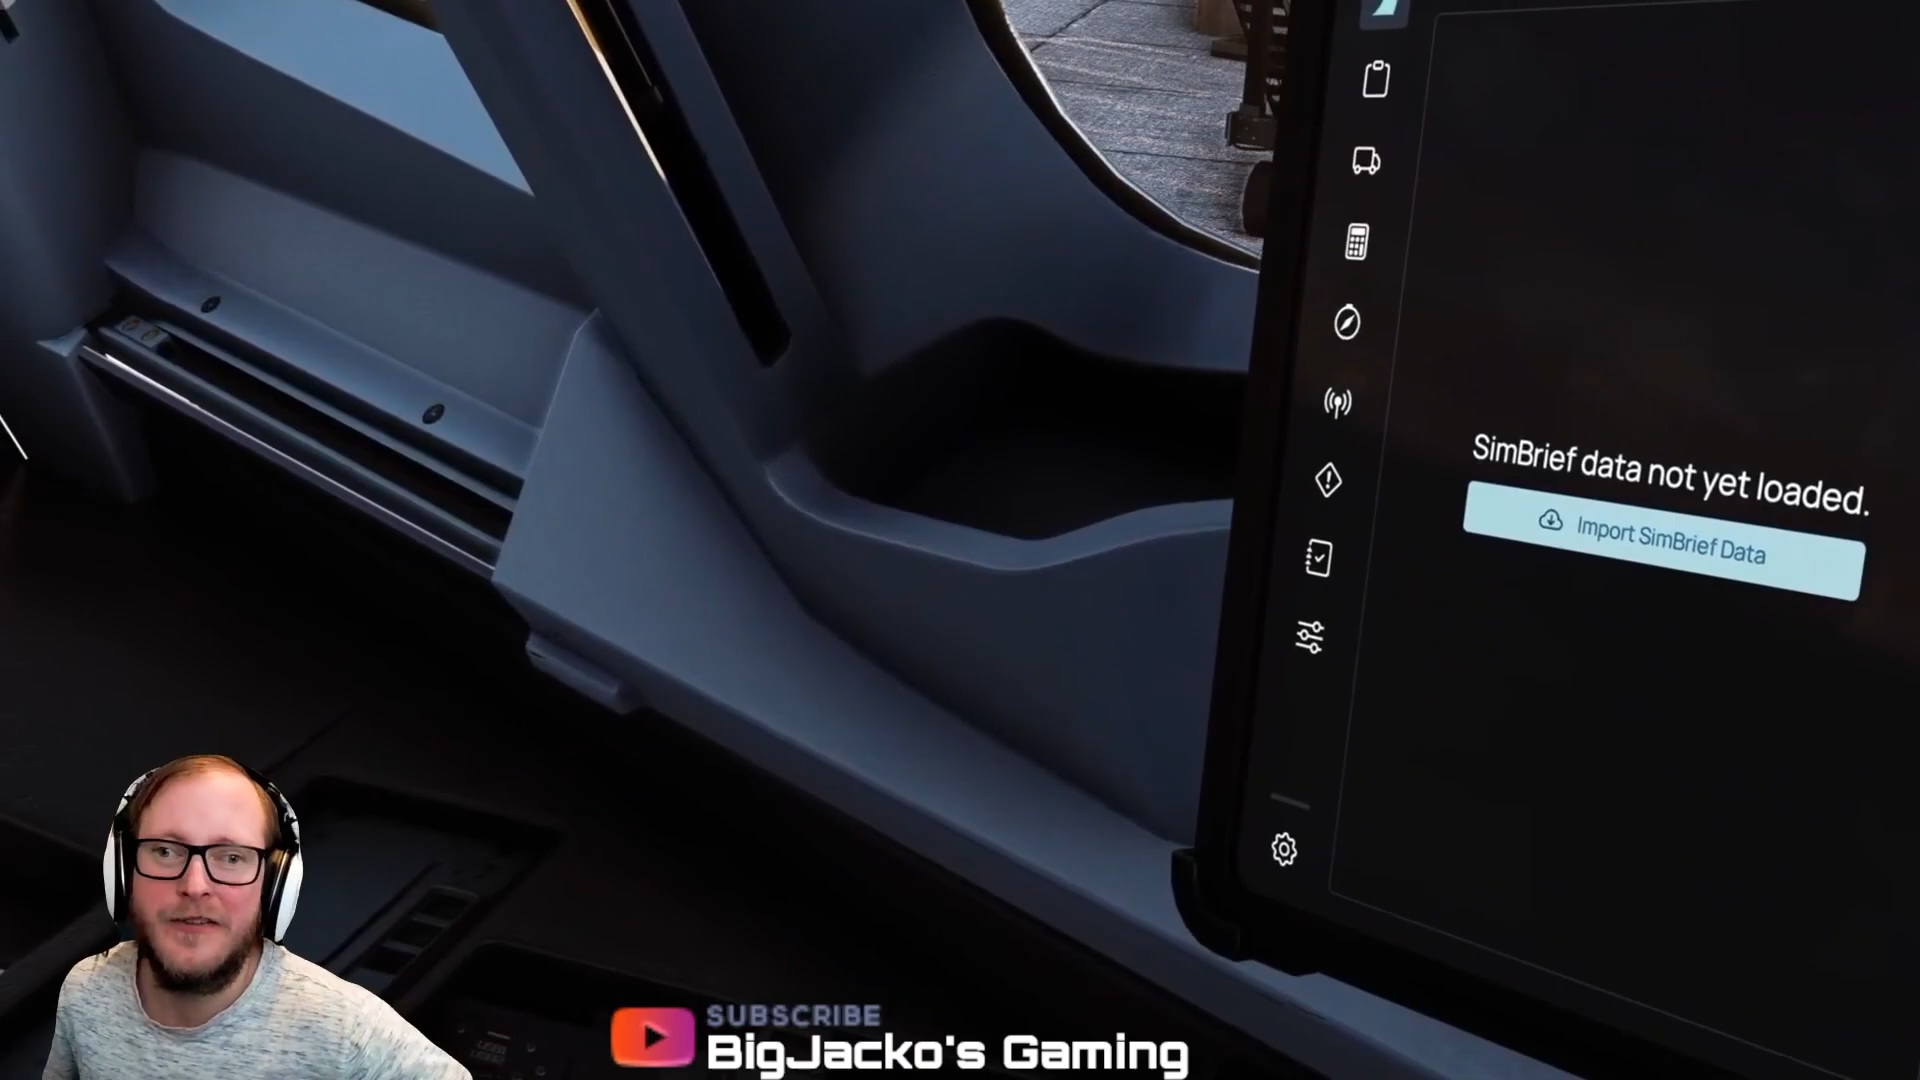 SimBrief data not yet loaded.
Import SimBrief Data
SUBSCRIBE
BigJacko's Gaming